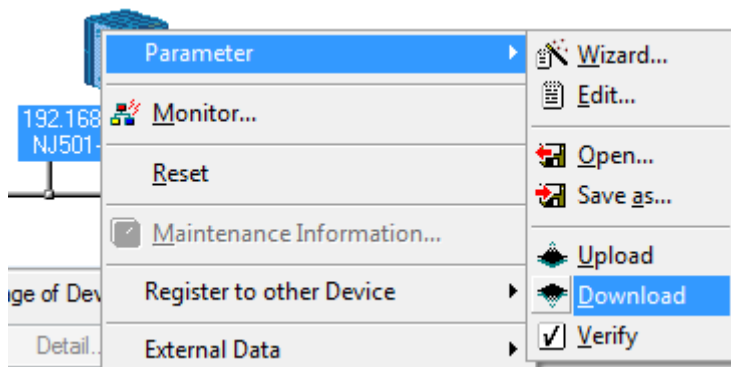 Parameter
192.168
NJ501-
Monitor...
Reset
Maintenance Information...
Register to other Device
External Data
ge of Dev
Detail..
Wizard...
Edit...
Open...
Save as...
Upload
Download
Verify